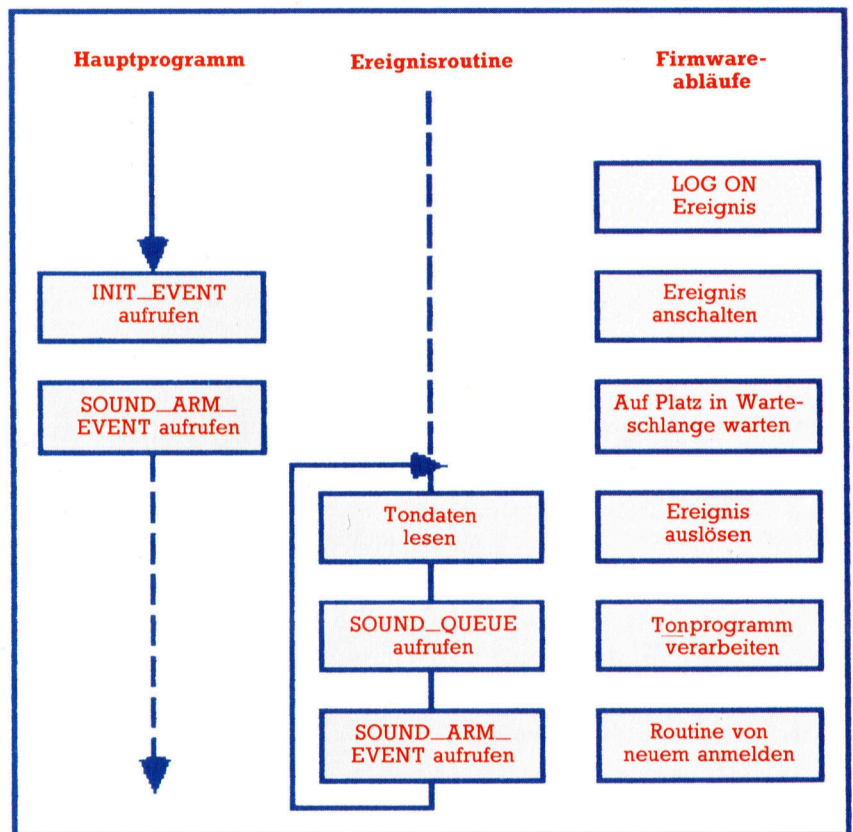 Hauptprogramm
Ereignisroutine
Firmware-
abläufe
LOG ON
Ereignis
INIT_EVENT
aufrufen
Ereignis
anschalten
SOUND_ARM_
EVENT aufrufen
Auf Platz in Warte-
schlange warten
Tondaten
lesen
Ereignis
auslösen
SOUND_QUEUE
aufrufen
Tonprogramm
verarbeiten
SOUND_ARM_
EVENT aufrufen
Routine von
neuem anmelden